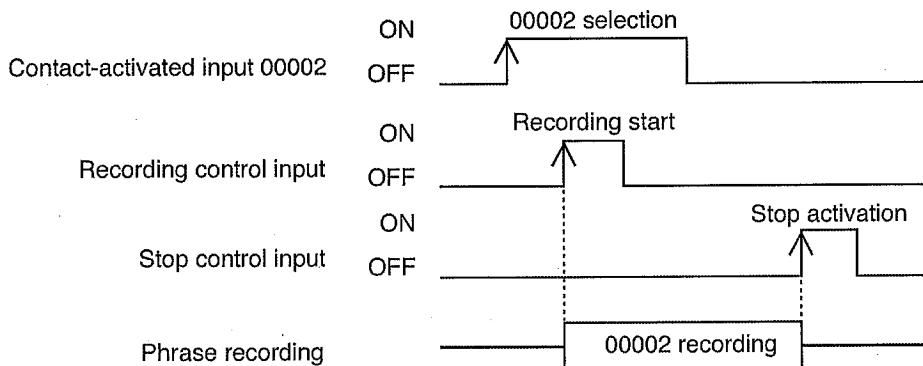 ON 00002 selection
Contact-activated input 00002
OFF
ON Recording start
Recording control input OFF
ON Stop activation
Stop control input OFF
Phrase recording 00002 recording